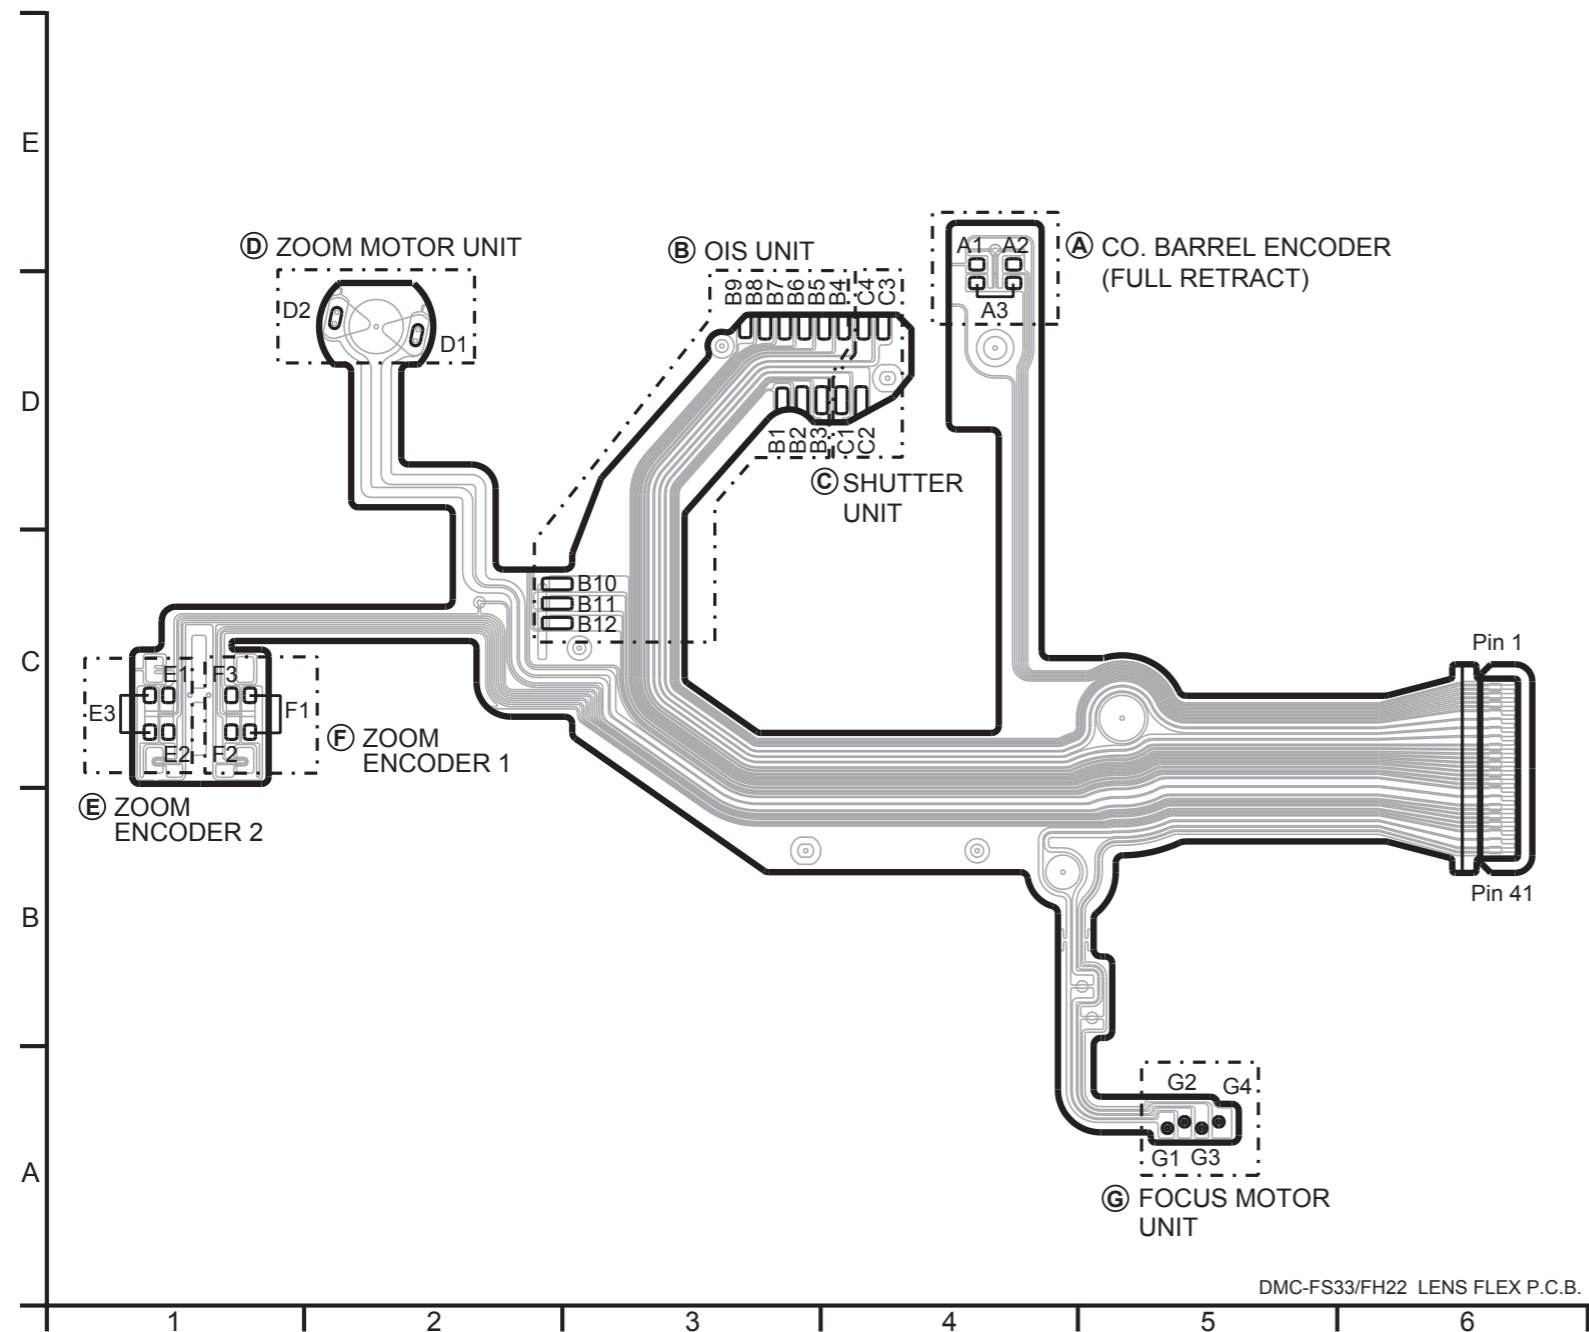 E
D
C
B
A
Ⓓ ZOOM MOTOR UNIT
D2
D1
Ⓑ OIS UNIT
B9
B8
B7
B6
B5
B4
C4
C3
B1
B2
B3
C1
C2
Ⓒ SHUTTER
UNIT
A1 A2
A3
Ⓐ CO. BARREL ENCODER
(FULL RETRACT)
B10
B11
B12
E1 F3
E3 F1
E2 F2
Ⓕ ZOOM
ENCODER 1
Ⓔ ZOOM
ENCODER 2
Pin 1
Pin 41
G2 G4
G1 G3
Ⓖ FOCUS MOTOR
UNIT
DMC-FS33/FH22 LENS FLEX P.C.B.
1 2 3 4 5 6